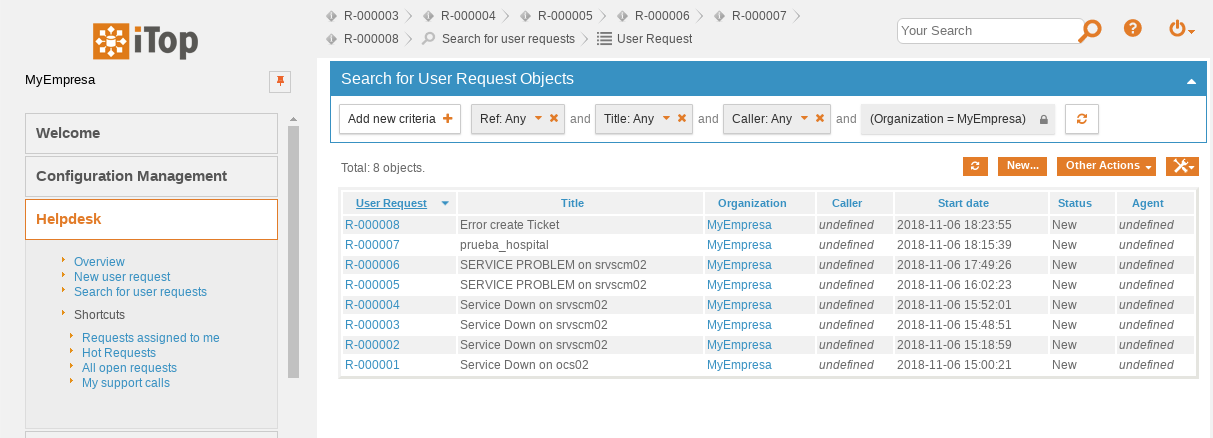 iTop
MyEmpresa
Welcome
Configuration Management
Helpdesk
Overview
New user request
Search for user requests
Shortcuts
Requests assigned to me
Hot Requests
All open requests
My support calls
R-000003 R-000004 R-000005 R-000006 R-000007
R-000008 Search for user requests User Request
Your Search
Search for User Request Objects
Add new criteria Ref: Any and Title: Any and Caller: Any and (Organization = MyEmpresa)
Total: 8 objects. New... Other Actions
User Request Title Organization Caller Start date Status Agent
R-000008 Error create Ticket MyEmpresa undefined 2018-11-06 18:23:55 New undefined
R-000007 prueba_hospital MyEmpresa undefined 2018-11-06 18:15:39 New undefined
R-000006 SERVICE PROBLEM on srvscm02 MyEmpresa undefined 2018-11-06 17:49:26 New undefined
R-000005 SERVICE PROBLEM on srvscm02 MyEmpresa undefined 2018-11-06 16:02:23 New undefined
R-000004 Service Down on srvscm02 MyEmpresa undefined 2018-11-06 15:52:01 New undefined
R-000003 Service Down on srvscm02 MyEmpresa undefined 2018-11-06 15:48:51 New undefined
R-000002 Service Down on srvscm02 MyEmpresa undefined 2018-11-06 15:18:59 New undefined
R-000001 Service Down on ocs02 MyEmpresa undefined 2018-11-06 15:00:21 New undefined